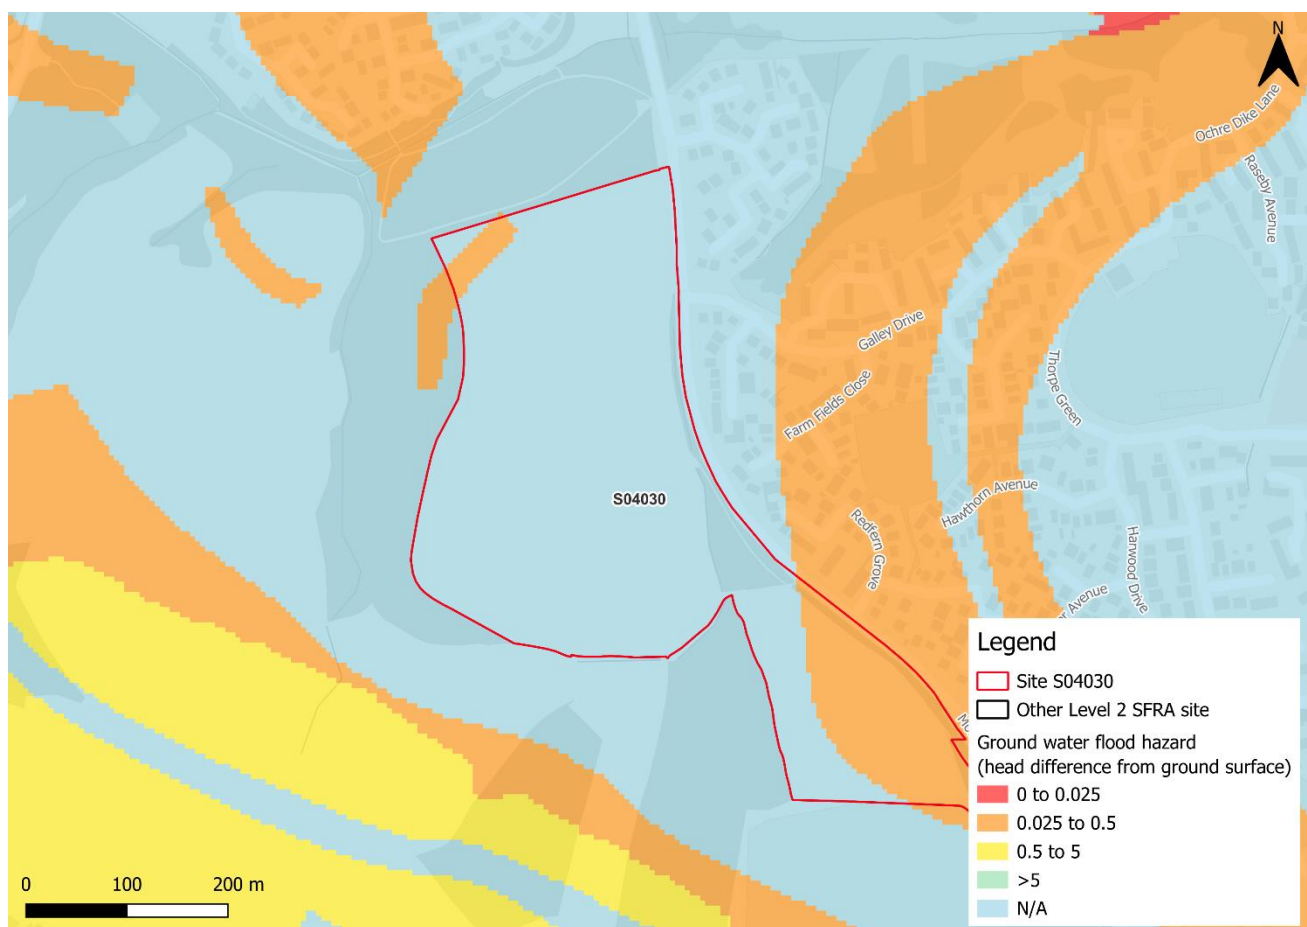 N
Ochre Dike Lane
Raseby Avenue
Galley Drive
Thorpe Green
Farm Fields Close
Hawthorn Avenue
S04030
Redfern Grove
Harwood Drive
Avenue
Legend
Site S04030
Other Level 2 SFRA site
Ground water flood hazard
(head difference from ground surface)
0 to 0.025
0.025 to 0.5
0.5 to 5
>5
N/A
0 100 200 m